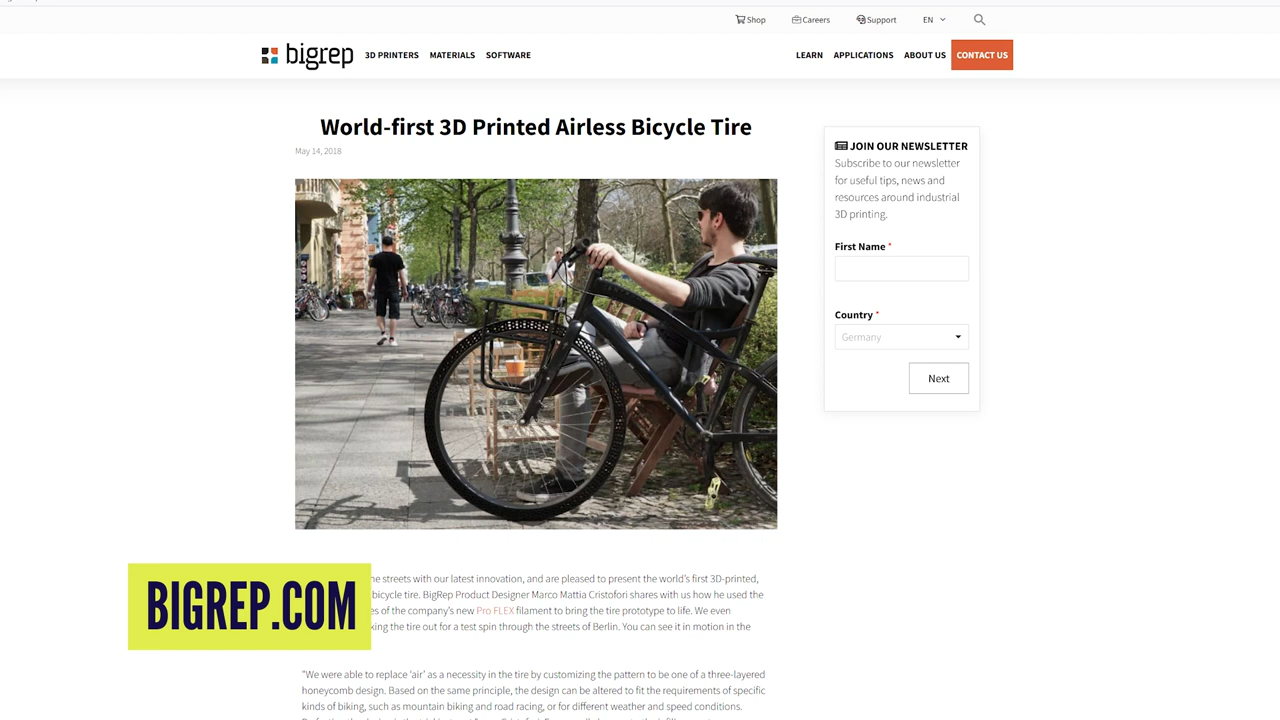 Shop Careers Support EN
bigrep 3D PRINTERS MATERIALS SOFTWARE LEARN APPLICATIONS ABOUT US CONTACT US
World-first 3D Printed Airless Bicycle Tire
May 14, 2018
JOIN OUR NEWSLETTER
Subscribe to our newsletter
for useful tips, news and
resources around industrial
3D printing.
First Name *
Country *
Germany
Next
BIGREP.COM
streets with our latest innovation, and are pleased to present the world's first 3D-printed,
bicycle tire. BigRep Product Designer Marco Mattia Cristofori shares with us how he used the
of the company's new Pro FLEX filament to bring the tire prototype to life. We even
the tire out for a test spin through the streets of Berlin. You can see it in motion in the
"We were able to replace 'air' as a necessity in the tire by customizing the pattern to be one of a three-layered
honeycomb design. Based on the same principle, the design can be altered to fit the requirements of specific
kinds of biking, such as mountain biking and road racing, or for different weather and speed conditions.